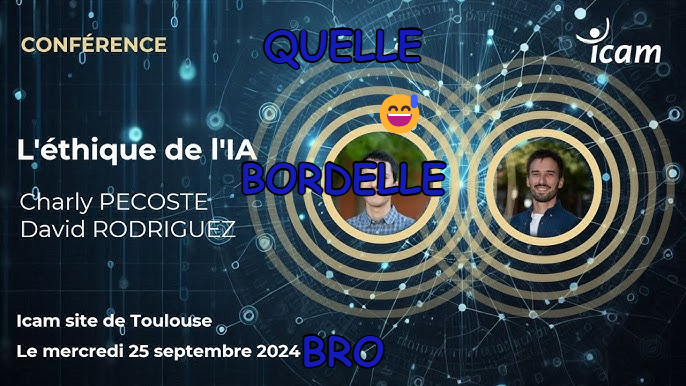 CONFÉRENCE
QUELLE
icam
L'éthique de l'IA
BORDELLE
Charly PECOSTE
David RODRIGUEZ
Icam site de Toulouse
Le mercredi 25 septembre 2024
BRO